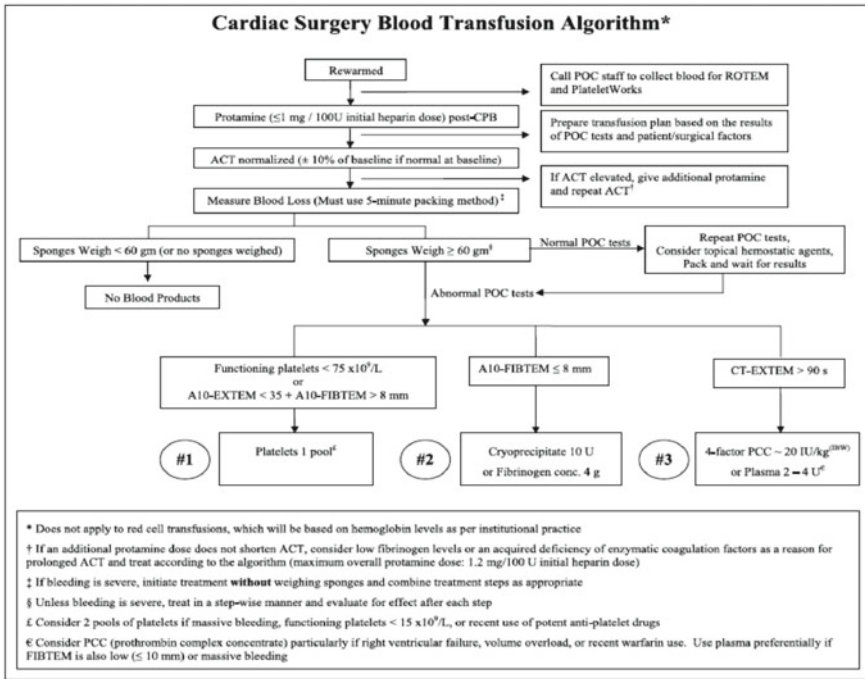 Cardiac Surgery Blood Transfusion Algorithm*
Rewarmed
Call POC staff to collect blood for ROTEM
and PlateletWorks
Protamine (≤1 mg / 100U initial heparin dose) post-CPB
Prepare transfusion plan based on the results
of POC tests and patient/surgical factors
ACT normalized (± 10% of baseline if normal at baseline)
If ACT elevated, give additional protamine
and repeat ACT†
Measure Blood Loss (Must use 5-minute packing method)‡
Sponges Weigh < 60 gm (or no sponges weighed)
Sponges Weigh ≥ 60 gm§
Normal POC tests
Repeat POC tests,
Consider topical hemostatic agents,
Pack and wait for results
No Blood Products
Abnormal POC tests
Functioning platelets < 75 x10⁹/L
or
A10-EXTEM < 35 + A10-FIBTEM > 8 mm
A10-FIBTEM ≤ 8 mm
CT-EXTEM > 90 s
#1
Platelets 1 pool£
#2
Cryoprecipitate 10 U
or Fibrinogen conc. 4 g
#3
4-factor PCC ~ 20 IU/kg(IBW)
or Plasma 2 – 4 U€
* Does not apply to red cell transfusions, which will be based on hemoglobin levels as per institutional practice
† If an additional protamine dose does not shorten ACT, consider low fibrinogen levels or an acquired deficiency of enzymatic coagulation factors as a reason for
prolonged ACT and treat according to the algorithm (maximum overall protamine dose: 1.2 mg/100 U initial heparin dose)
‡ If bleeding is severe, initiate treatment without weighing sponges and combine treatment steps as appropriate
§ Unless bleeding is severe, treat in a step-wise manner and evaluate for effect after each step
£ Consider 2 pools of platelets if massive bleeding, functioning platelets < 15 x10⁹/L, or recent use of potent anti-platelet drugs
€ Consider PCC (prothrombin complex concentrate) particularly if right ventricular failure, volume overload, or recent warfarin use. Use plasma preferentially if
FIBTEM is also low (≤ 10 mm) or massive bleeding